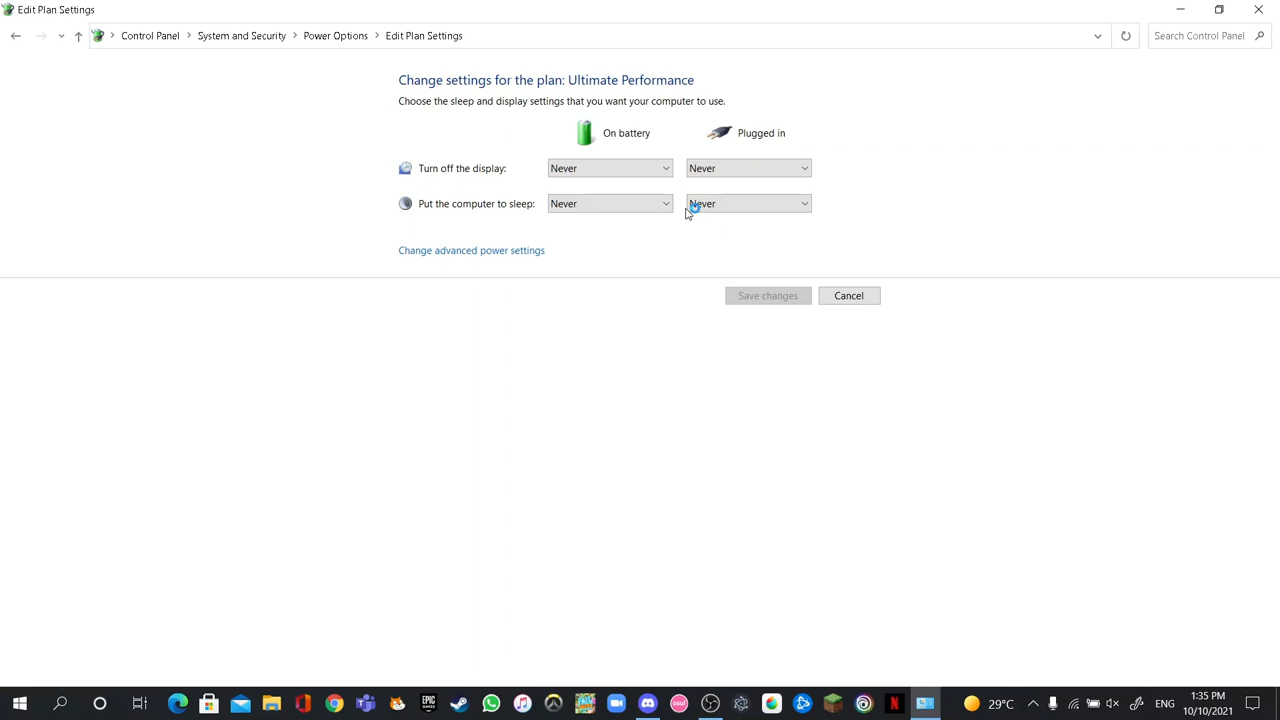 Edit Plan Settings
Control Panel > System and Security > Power Options > Edit Plan Settings
Search Control Panel
Change settings for the plan: Ultimate Performance
Choose the sleep and display settings that you want your computer to use.
On battery Plugged in
Turn off the display: Never Never
Put the computer to sleep: Never Never
Change advanced power settings
Save changes Cancel
EPIC GAMES
osu!
N
29°C
ENG
1:35 PM
10/10/2021